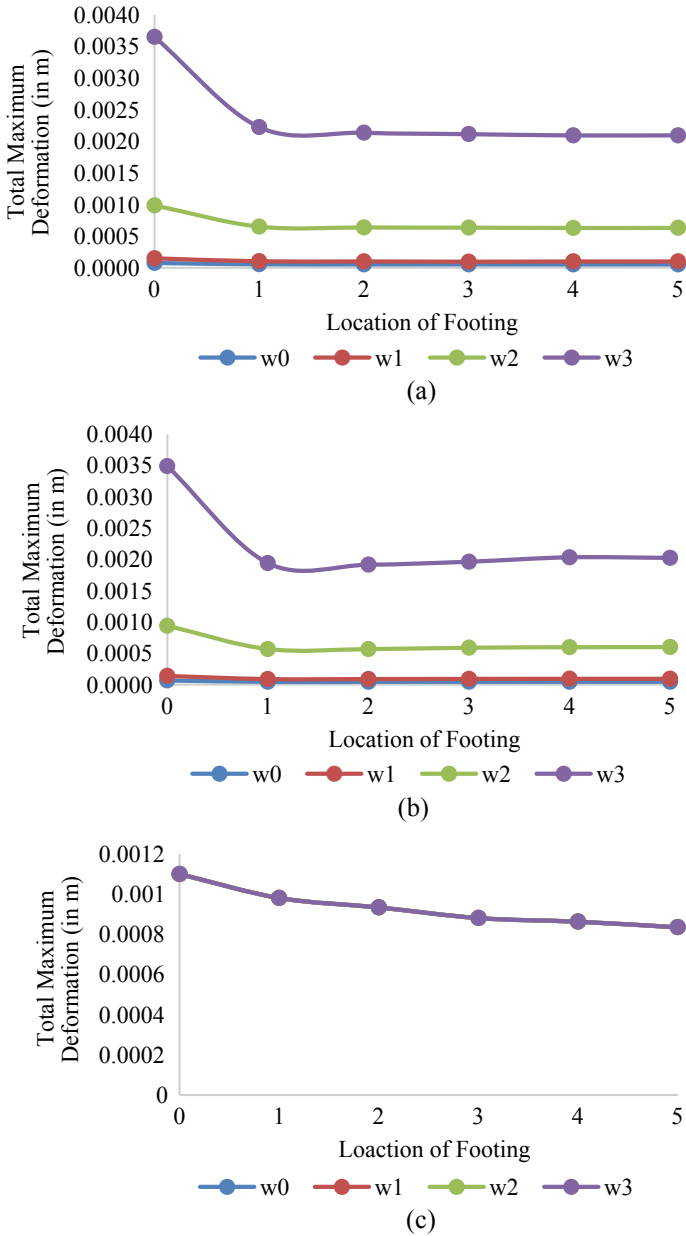 0.0040
0.0035
0.0030
0.0025
0.0020
0.0015
0.0010
0.0005
0.0000
Total Maximum
Deformation (in m)
0 1 2 3 4 5
Location of Footing
w0 w1 w2 w3
(a)
0.0040
0.0035
0.0030
0.0025
0.0020
0.0015
0.0010
0.0005
0.0000
Total Maximum
Deformation (in m)
0 1 2 3 4 5
Location of Footing
w0 w1 w2 w3
(b)
0.0012
0.001
0.0008
0.0006
0.0004
0.0002
0
Total Maximum
Deformation (in m)
0 1 2 3 4 5
Loaction of Footing
w0 w1 w2 w3
(c)